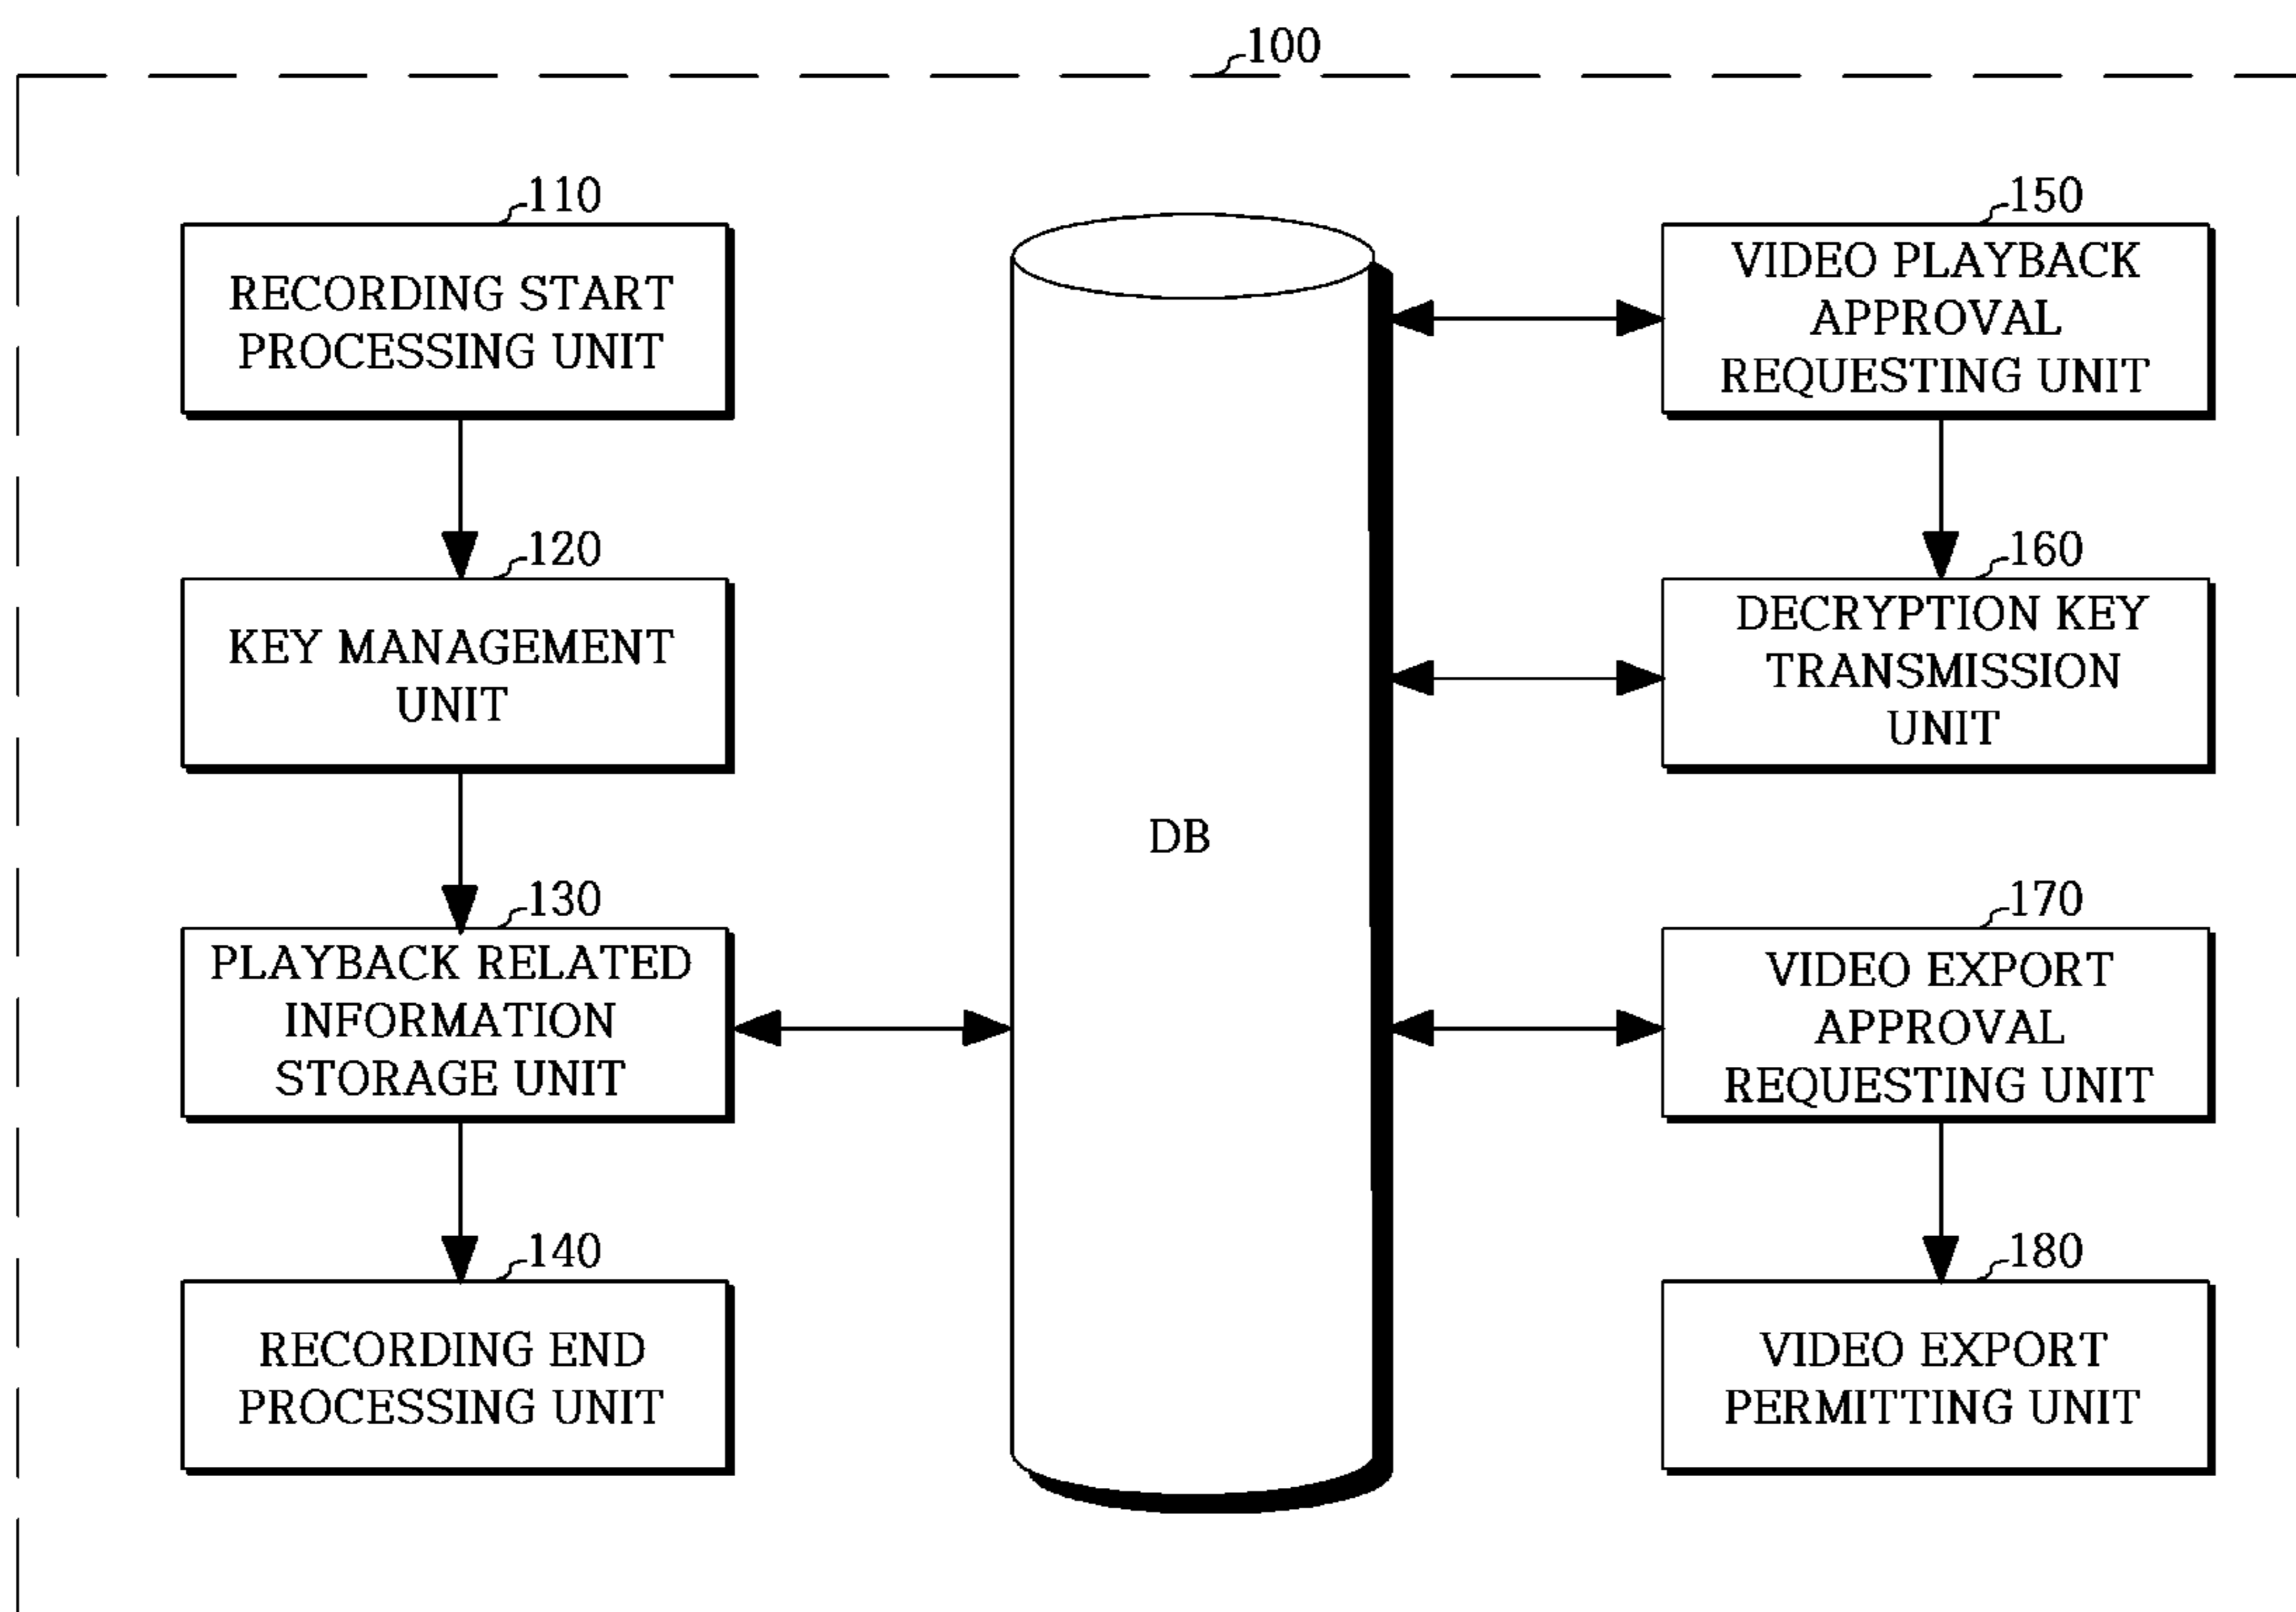 100
110
RECORDING START
PROCESSING UNIT
120
KEY MANAGEMENT
UNIT
130
PLAYBACK RELATED
INFORMATION
STORAGE UNIT
140
RECORDING END
PROCESSING UNIT
DB
150
VIDEO PLAYBACK
APPROVAL
REQUESTING UNIT
160
DECRYPTION KEY
TRANSMISSION
UNIT
170
VIDEO EXPORT
APPROVAL
REQUESTING UNIT
180
VIDEO EXPORT
PERMITTING UNIT